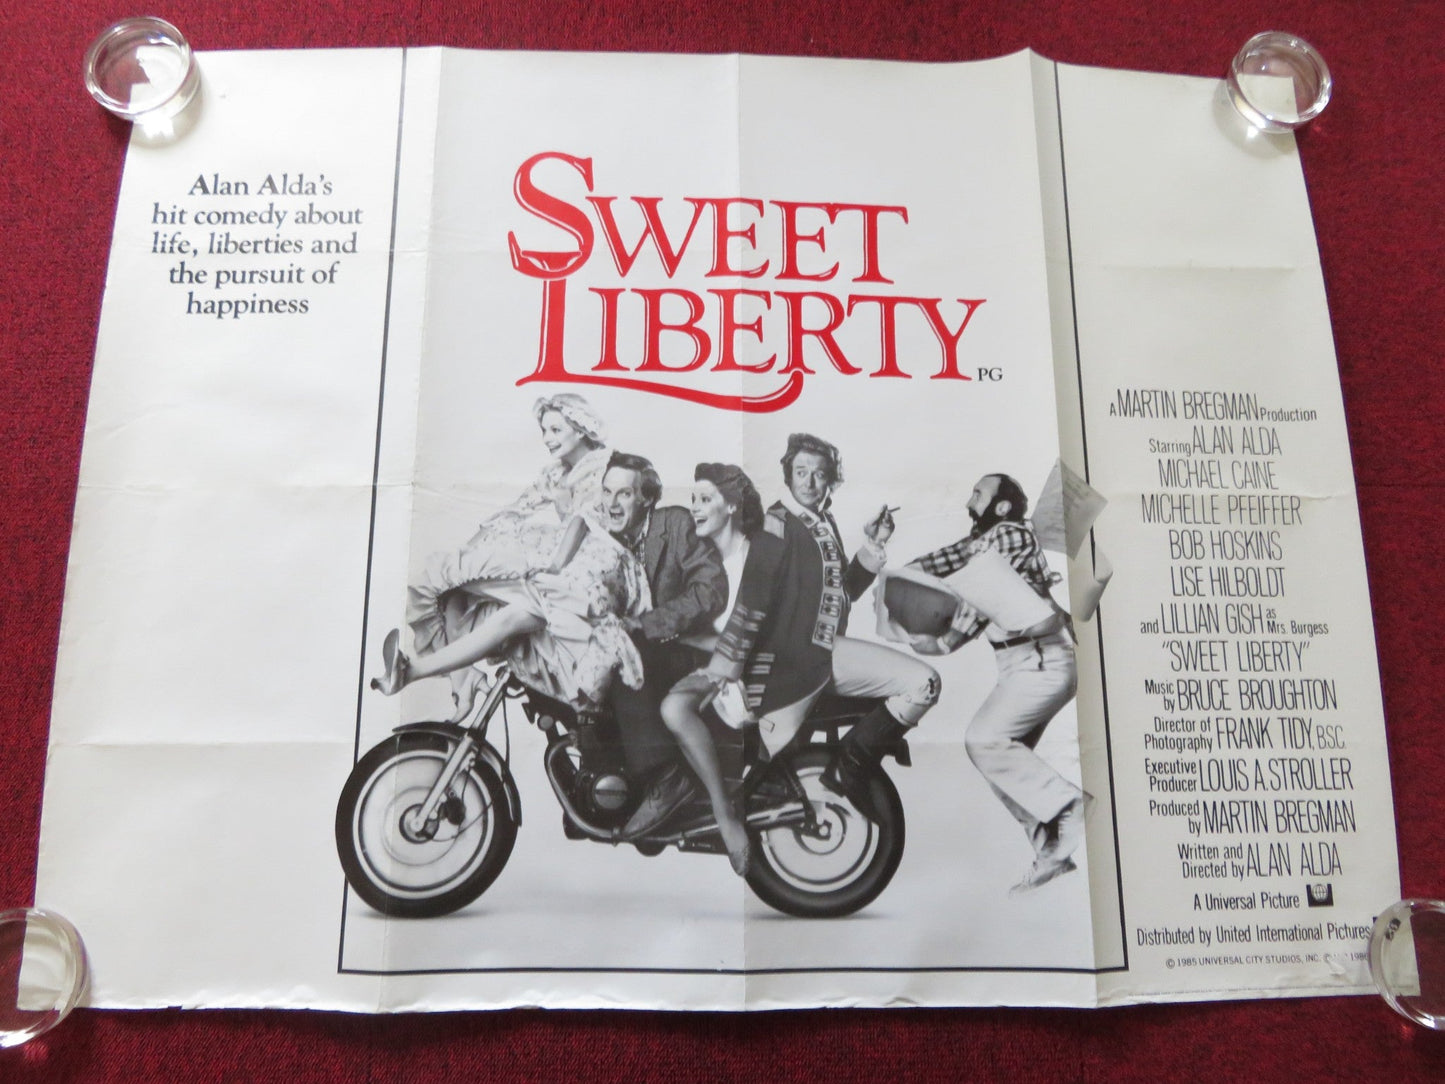 Alan Alda's
hit comedy about
life, liberties and
the pursuit of
happiness
SWEET
LIBERTY
PG
A MARTIN BREGMAN Production
Starring ALAN ALDA
MICHAEL CAINE
MICHELLE PFEIFFER
BOB HOSKINS
LISE HILBOLDT
and LILLIAN GISH as Mrs. Burgess
"SWEET LIBERTY"
Music by BRUCE BROUGHTON
Director of Photography FRANK TIDY, B.S.C.
Executive Producer LOUIS A. STROLLER
Produced by MARTIN BREGMAN
Written and Directed by ALAN ALDA
A Universal Picture
Distributed by United International Pictures
© 1985 UNIVERSAL CITY STUDIOS, INC. 1986